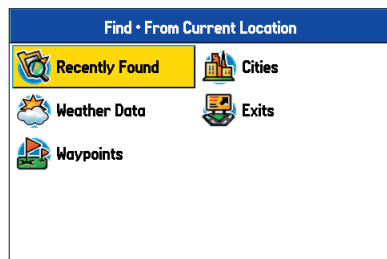 Find • From Current Location
Recently Found
Cities
Weather Data
Exits
Waypoints